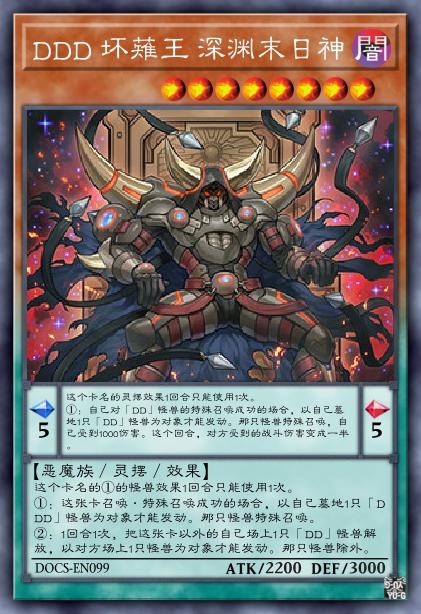 DDD 坏薙王 深渊末日神 闇
这个卡名的灵摆效果1回合只能使用1次。
①：自己对「DD」怪兽的特殊召唤成功的场合，以自己墓
地1只「DD」怪兽为对象才能发动。那只怪兽特殊召唤，自
己受到1000伤害。这个回合，对方受到的战斗伤害变成一半
。
5
5
【恶魔族／灵摆／效果】
这个卡名的①的怪兽效果1回合只能使用1次。
①：这张卡召唤·特殊召唤成功的场合，以自己墓地1只「D
DD」怪兽为对象才能发动。那只怪兽特殊召唤。
②：1回合1次，把这张卡以外的自己场上1只「DD」怪兽解
放，以对方场上1只怪兽为对象才能发动。那只怪兽除外。
DOCS-EN099
ATK/2200 DEF/3000